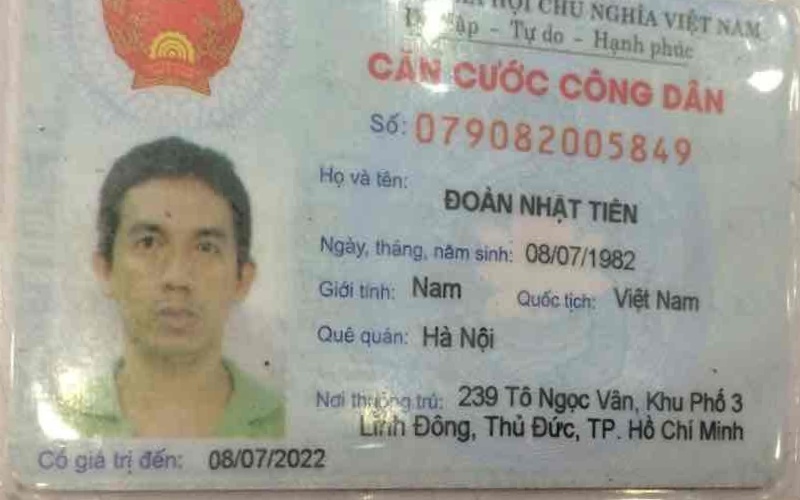 HỘI CHỦ NGHĨA VIỆT NAM
lập - Tự do - Hạnh phúc
CĂN CƯỚC CÔNG DÂN
Số: 079082005849
Họ và tên:
ĐOÀN NHẬT TIÊN
Ngày, tháng, năm sinh: 08/07/1982
Giới tính: Nam Quốc tịch: Việt Nam
Quê quán: Hà Nội
Nơi thường trú: 239 Tô Ngọc Vân, Khu Phố 3
Linh Đông, Thủ Đức, TP. Hồ Chí Minh
Có giá trị đến: 08/07/2022